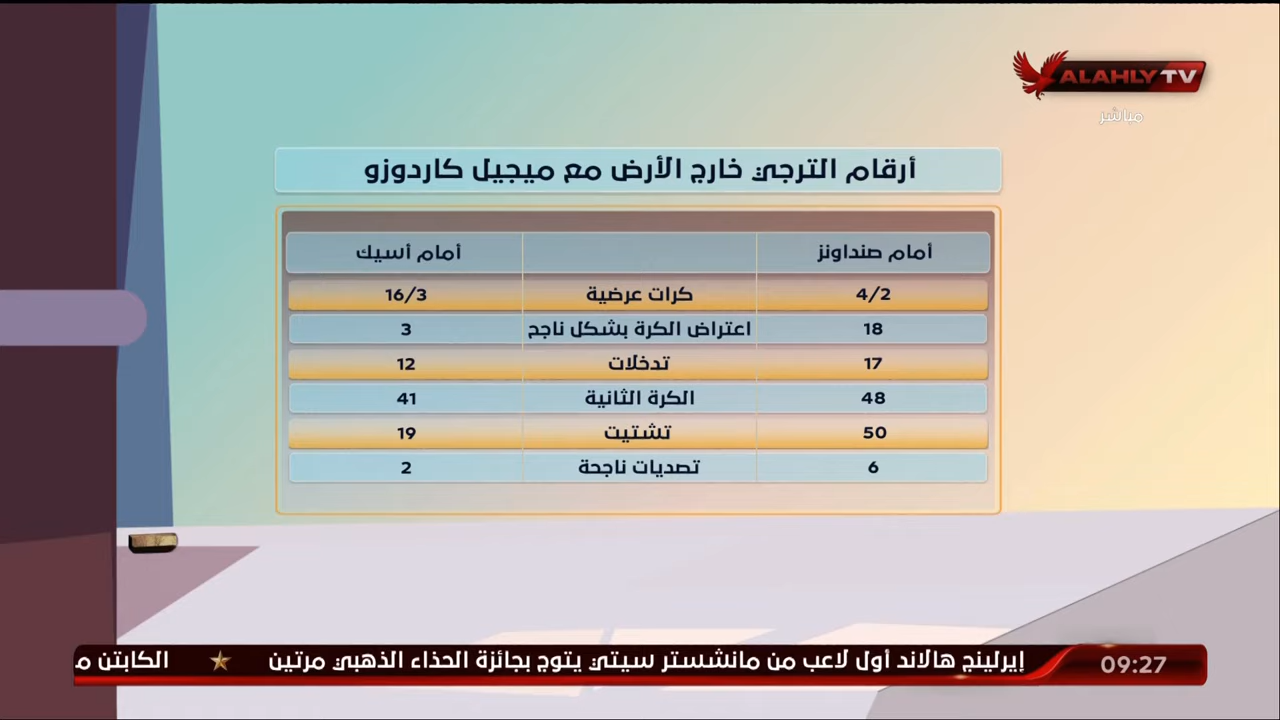 ALAHLY TV
مباشر
أرقام الترجي خارج الأرض مع ميجيل كاردوزو
أمام صنداونز أمام أسيك
4/2 كرات عرضية 16/3
18 اعتراض الكرة بشكل ناجح 3
17 تدخلات 12
48 الكرة الثانية 41
50 تشتيت 19
6 تصديات ناجحة 2
09:27 إيرلينج هالاند أول لاعب من مانشستر سيتي يتوج بجائزة الحذاء الذهبي مرتين الكابتن م